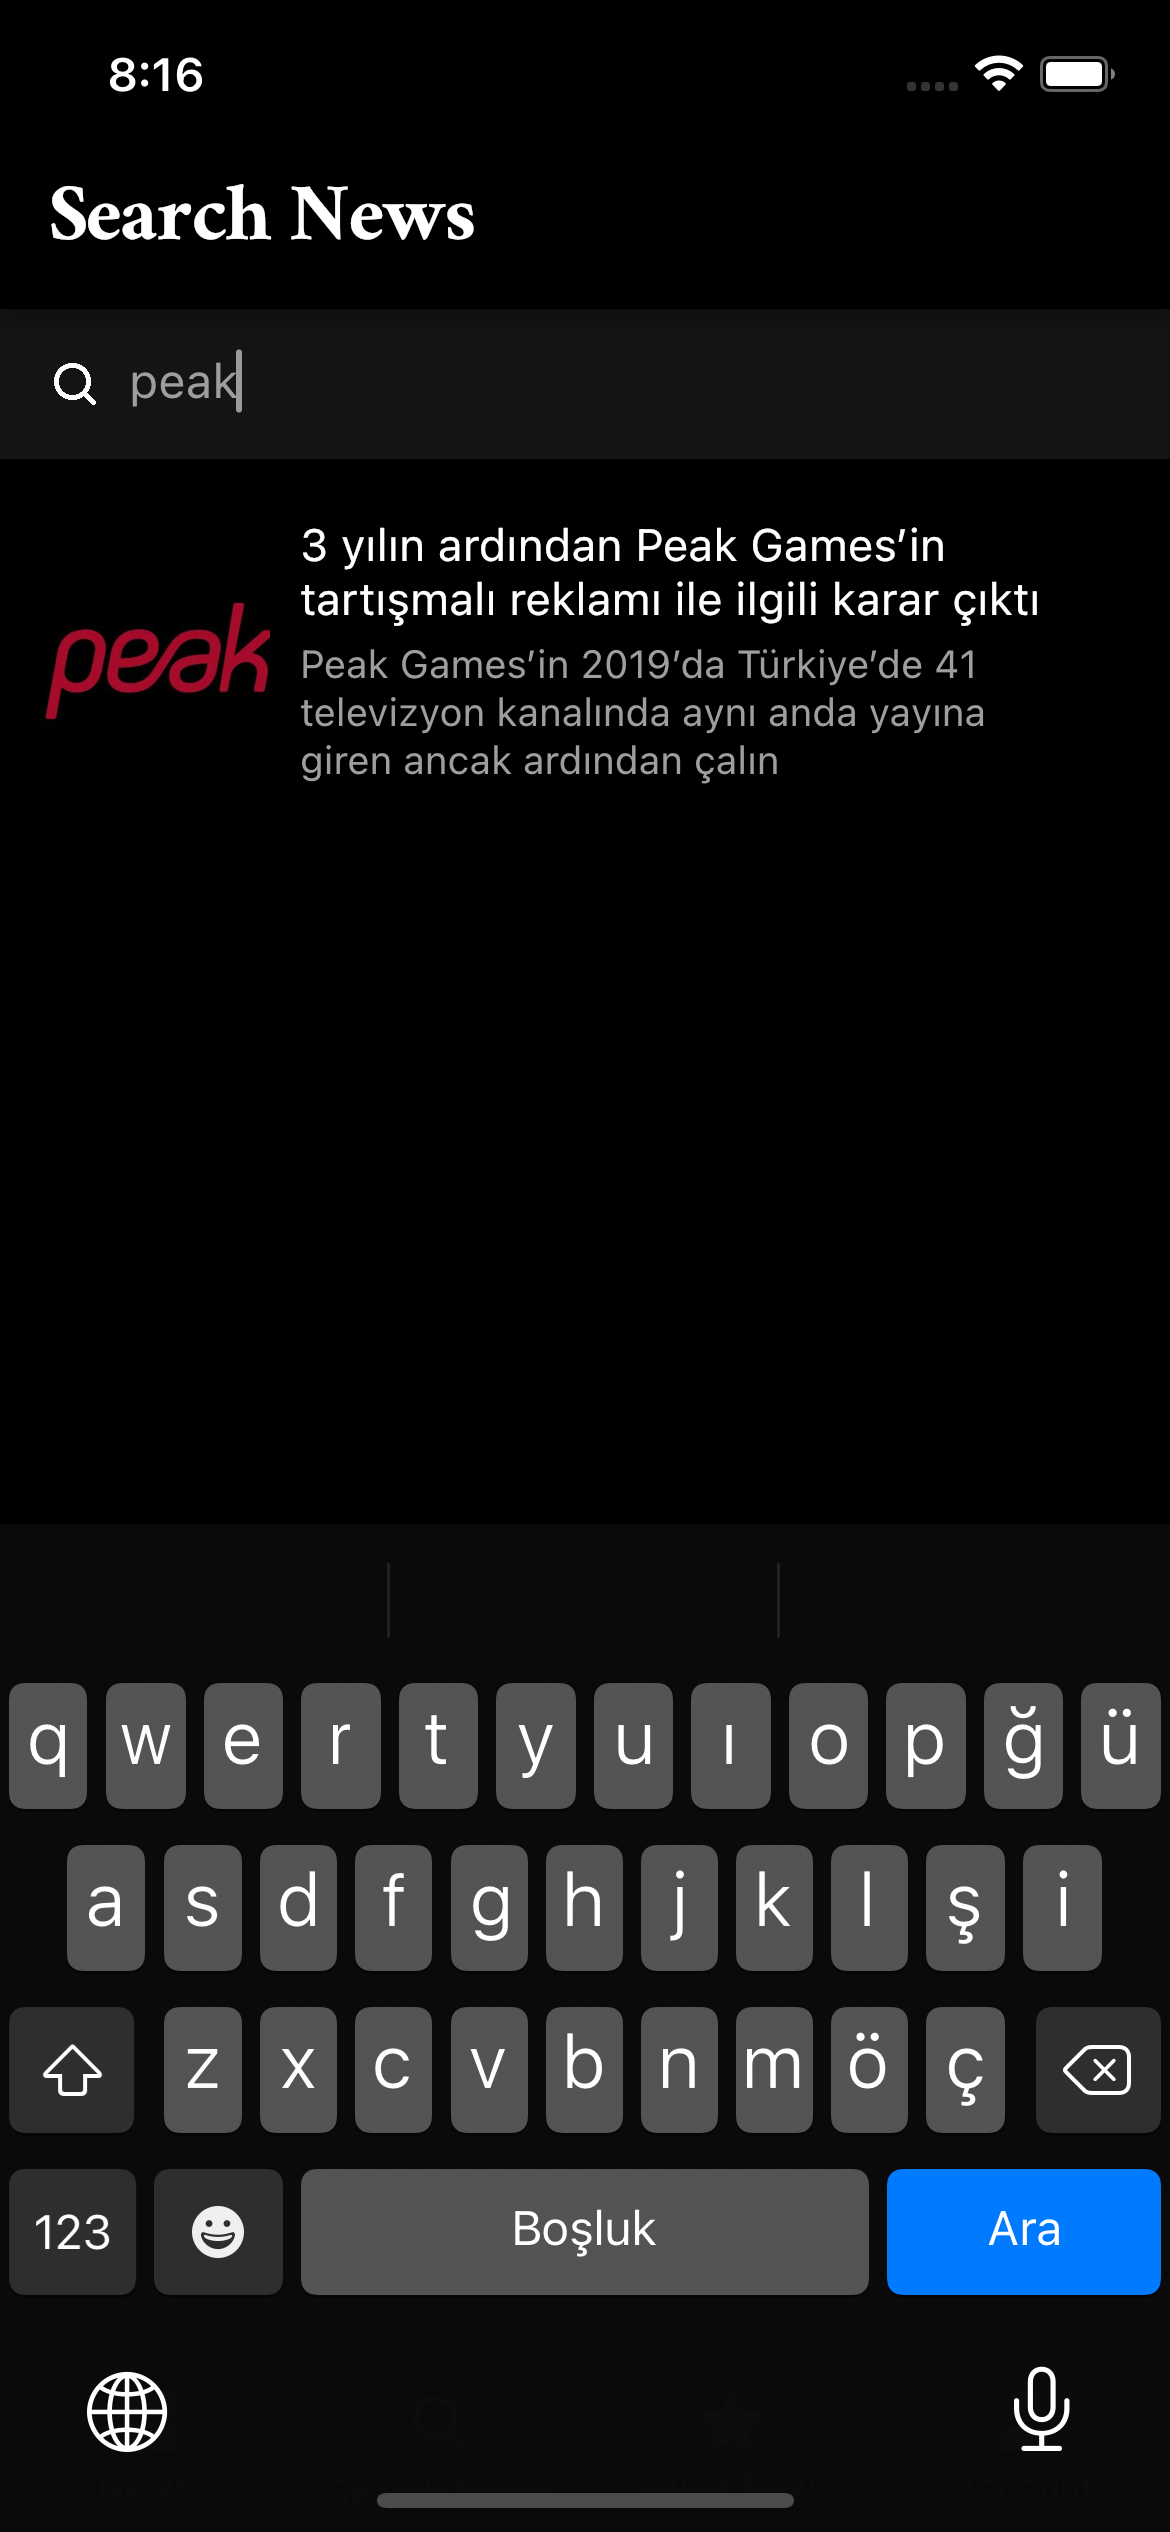 8:16
Search News
peak
peak
3 yılın ardından Peak Games’in
tartışmalı reklamı ile ilgili karar çıktı
Peak Games’in 2019’da Türkiye’de 41
televizyon kanalında aynı anda yayına
giren ancak ardından çalın
q w e r t y u ı o p ğ ü
a s d f g h j k l ş i
z x c v b n m ö ç
123 Boşluk Ara
News